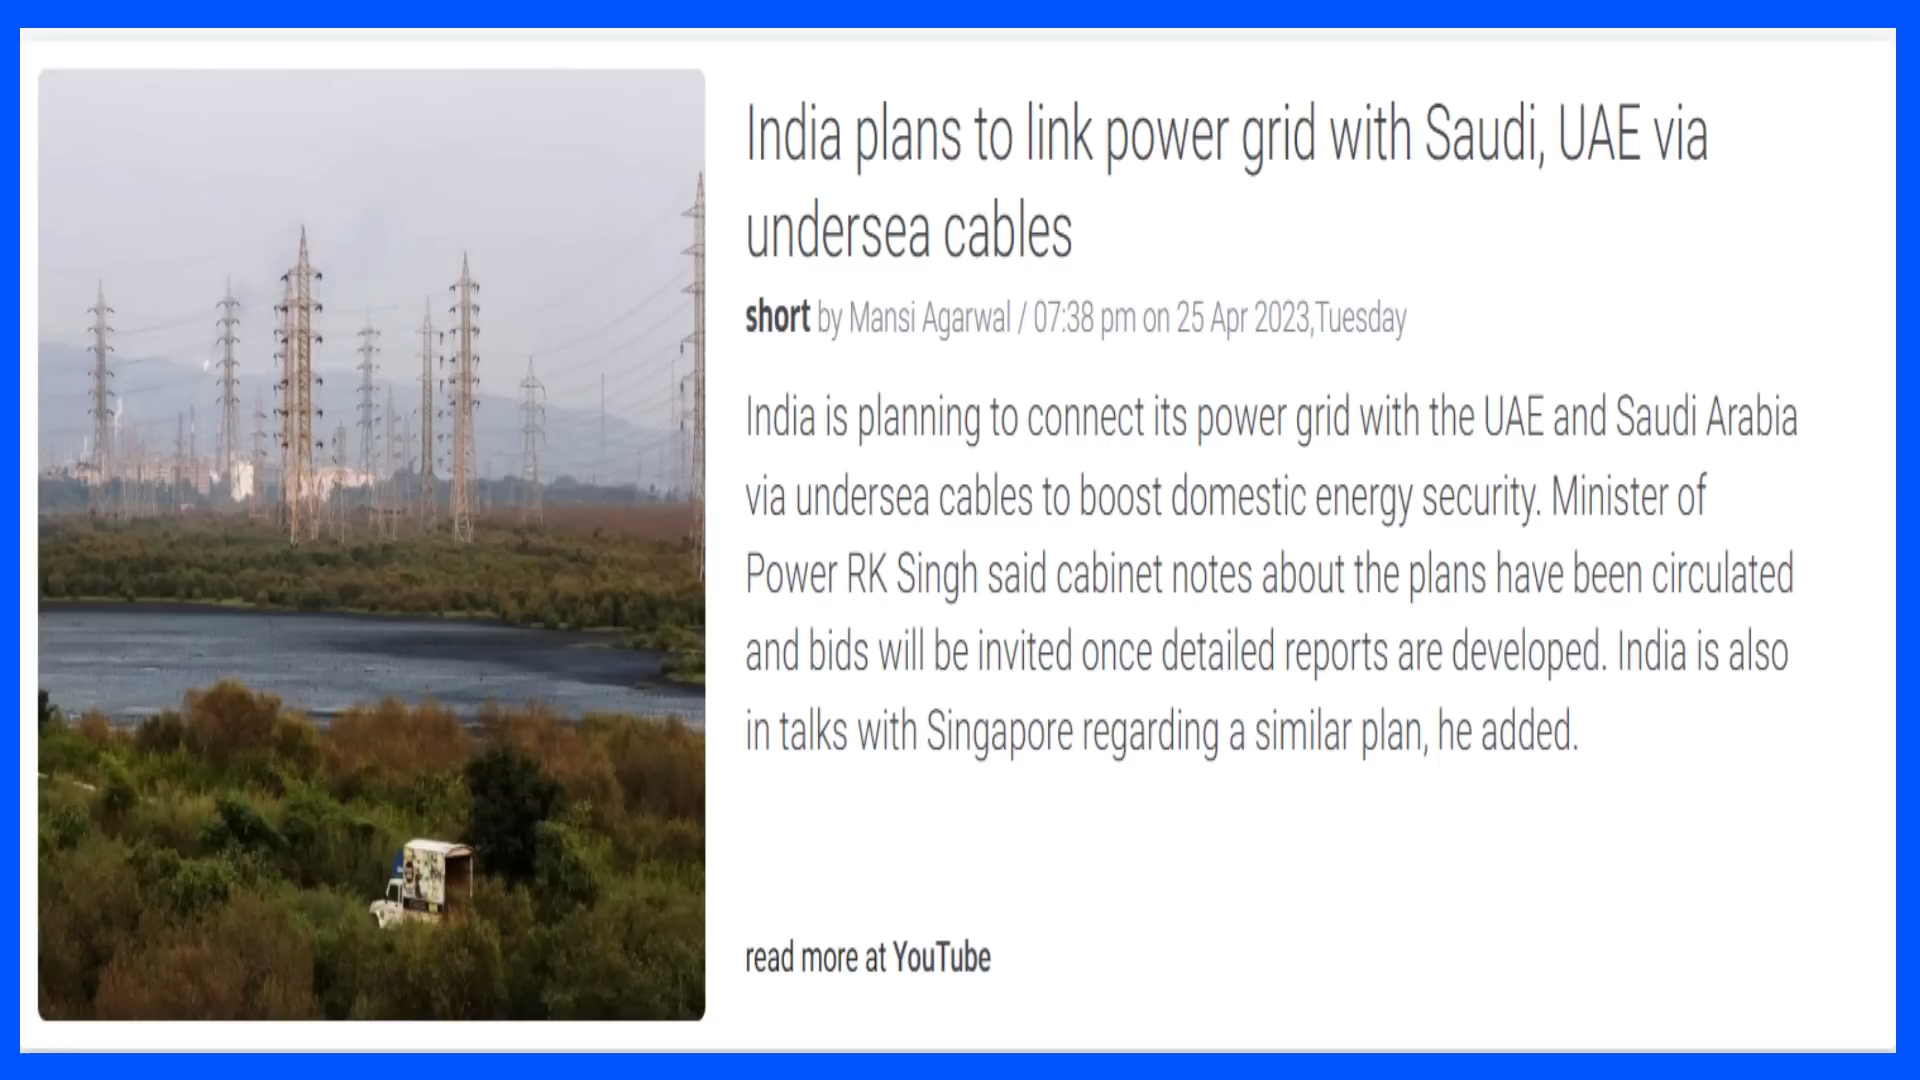 India plans to link power grid with Saudi, UAE via
undersea cables
short by Mansi Agarwal / 07:38 pm on 25 Apr 2023,Tuesday
India is planning to connect its power grid with the UAE and Saudi Arabia
via undersea cables to boost domestic energy security. Minister of
Power RK Singh said cabinet notes about the plans have been circulated
and bids will be invited once detailed reports are developed. India is also
in talks with Singapore regarding a similar plan, he added.
read more at YouTube